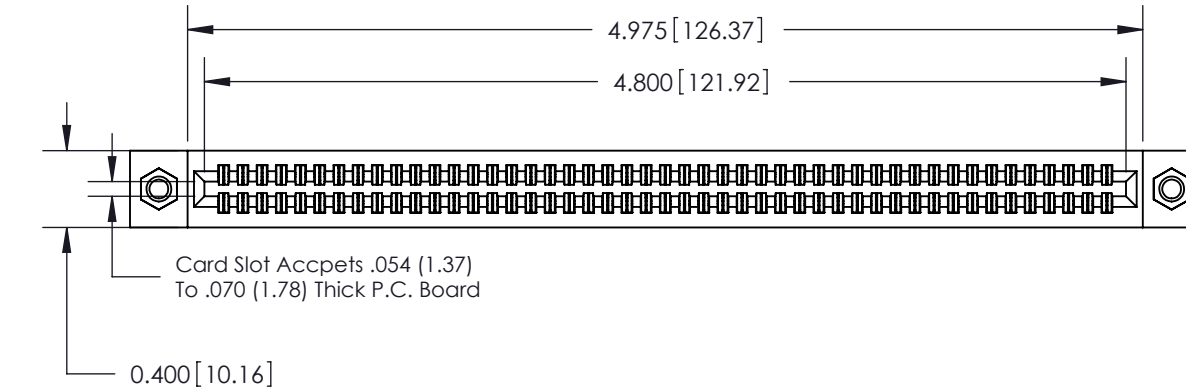 4.975 [126.37]
4.800 [121.92]
Card Slot Accpets .054 (1.37)
To .070 (1.78) Thick P.C. Board
0.400 [10.16]